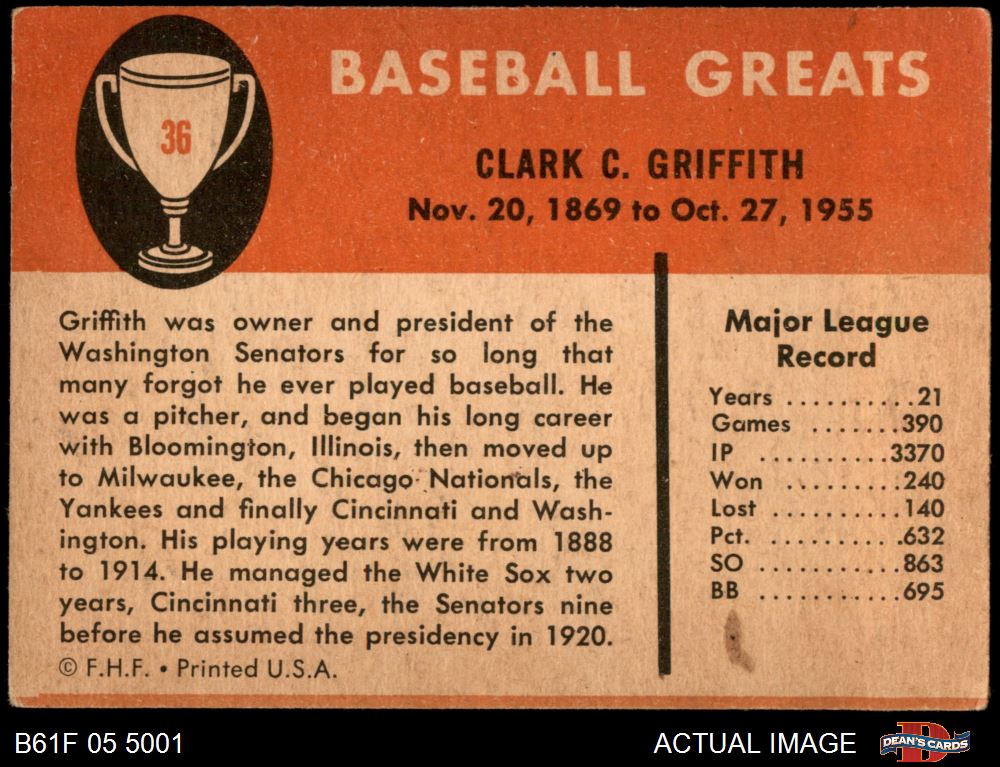 36
BASEBALL GREATS
CLARK C. GRIFFITH
Nov. 20, 1869 to Oct. 27, 1955
Griffith was owner and president of the
Washington Senators for so long that
many forgot he ever played baseball. He
was a pitcher, and began his long career
with Bloomington, Illinois, then moved up
to Milwaukee, the Chicago Nationals, the
Yankees and finally Cincinnati and Wash-
ington. His playing years were from 1888
to 1914. He managed the White Sox two
years, Cincinnati three, the Senators nine
before he assumed the presidency in 1920.
© F.H.F. • Printed U.S.A.
Major League
Record
Years ..........21
Games .......390
IP ..........3370
Won .........240
Lost ..........140
Pct. ..........632
SO ...........863
BB ...........695
B61F 05 5001
ACTUAL IMAGE
D
DEAN'S CARDS